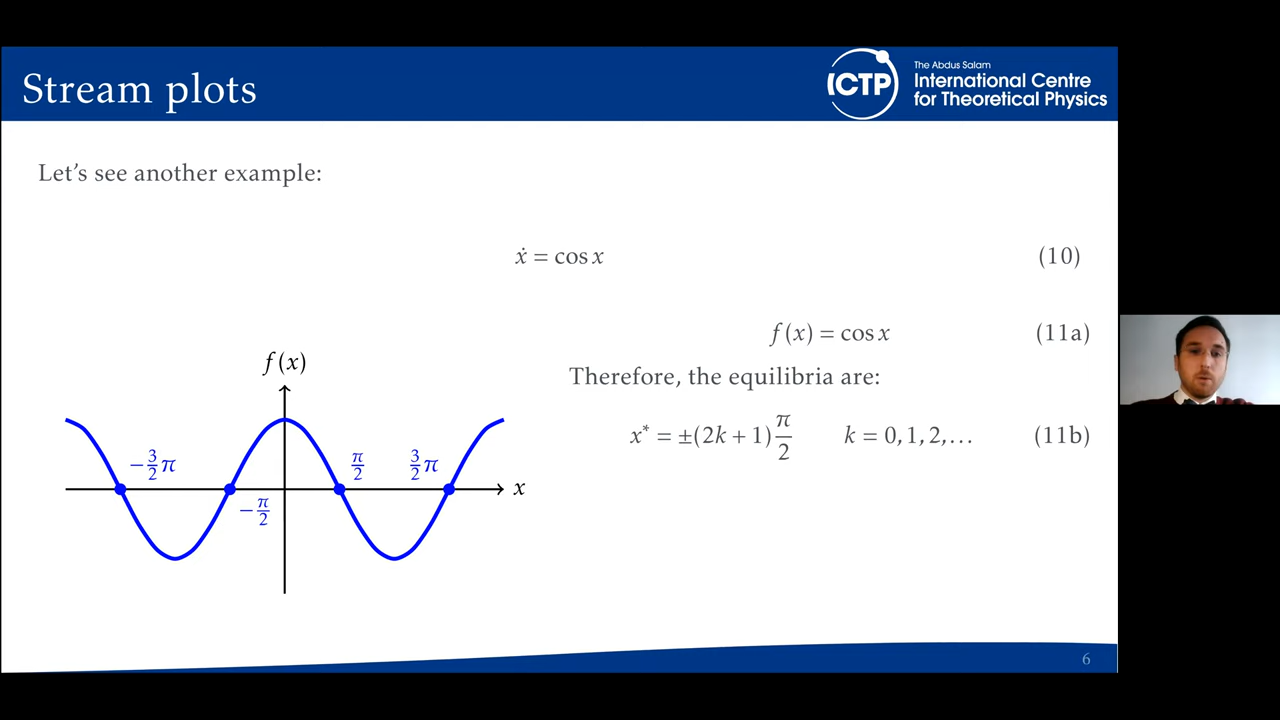 Stream plots
ICTP
The Abdus Salam
International Centre
for Theoretical Physics
Let's see another example:
ẋ = cos x (10)
f(x) = cos x (11a)
Therefore, the equilibria are:
x* = ±(2k + 1) π/2 k = 0, 1, 2, ... (11b)
f(x)
−3/2 π
−π/2
π/2
3/2 π
x
6